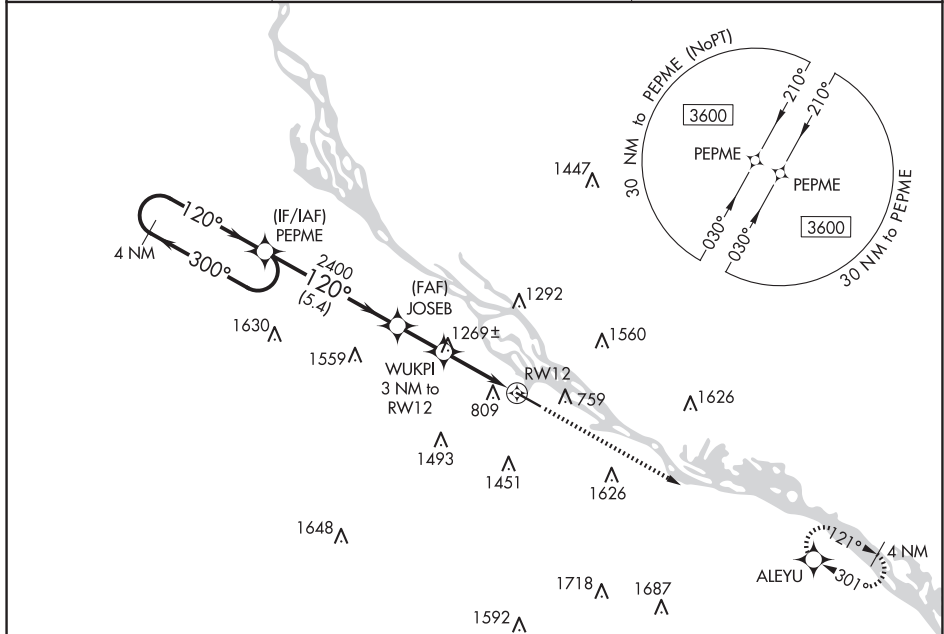 30 NM to PEPME (NoPT)
3600
210°
210°
PEPME
PEPME
030°
030°
3600
30 NM to PEPME
1447
120°
4 NM
300°
(IF/IAF)
PEPME
2400
120°
(5.4)
(FAF)
JOSEB
1292
1630
1559
1269±
1560
WUKPI
3 NM to
RW12
RW12
809
759
1626
1493
1451
1626
1648
121°
4 NM
ALEYU
301°
1718
1687
1592